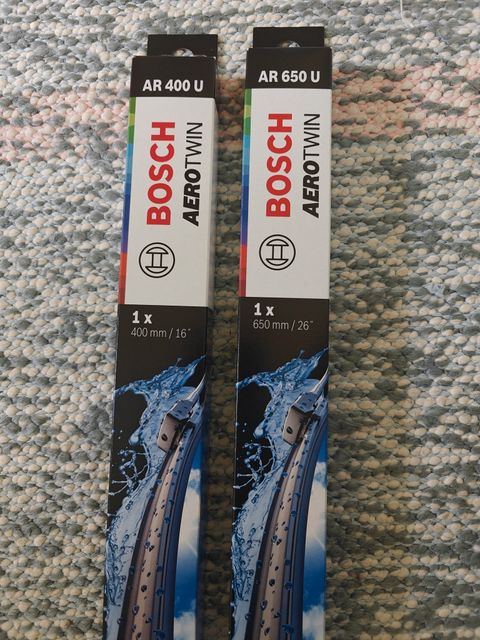 AR 400 U
BOSCH
AEROTWIN
1 x
400 mm / 16"
AR 650 U
BOSCH
AEROTWIN
1 x
650 mm / 26"